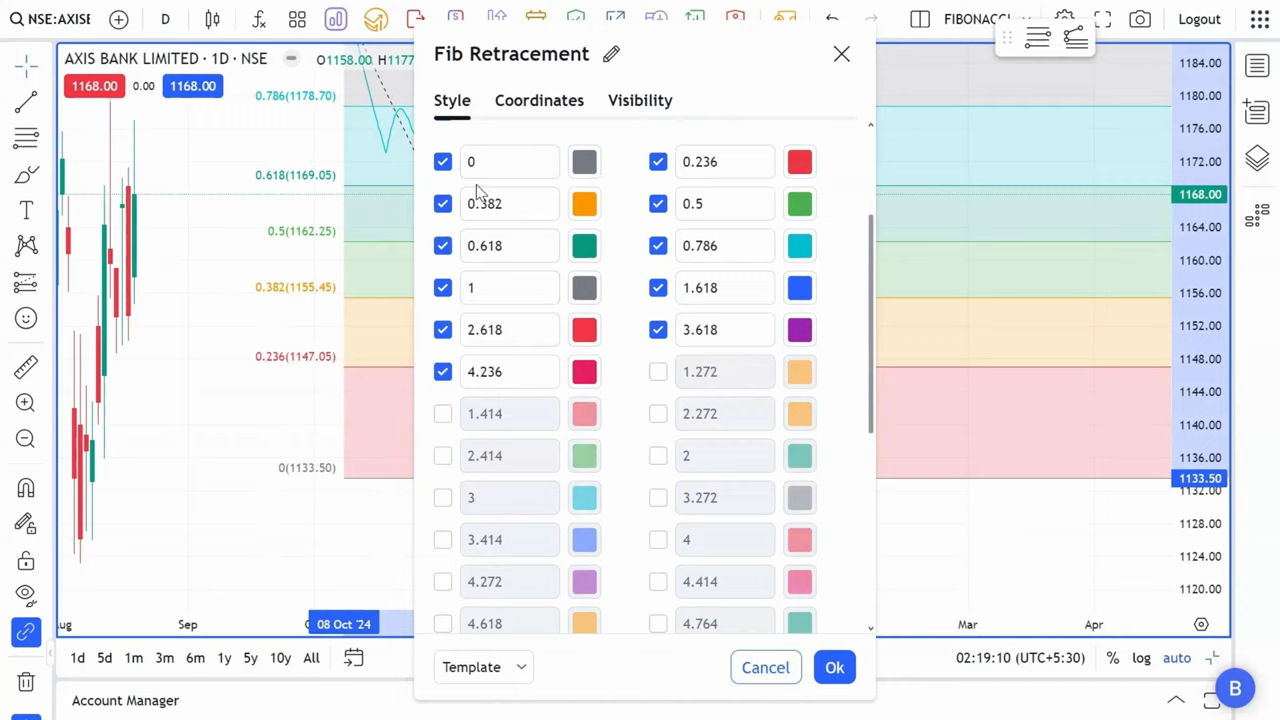 NSE:AXISE
D
FIBONACCI
Logout
AXIS BANK LIMITED · 1D · NSE
O1158.00 H1177
1168.00
0.00
1168.00
0.786(1178.70)
0.618(1169.05)
0.5(1162.25)
0.382(1155.45)
0.236(1147.05)
0(1133.50)
Fib Retracement
Style
Coordinates
Visibility
0
0.236
0.382
0.5
0.618
0.786
1
1.618
2.618
3.618
4.236
1.272
1.414
2.272
2.414
2
3
3.272
3.414
4
4.272
4.414
4.618
4.764
Template
Cancel
Ok
1184.00
1180.00
1176.00
1172.00
1168.00
1164.00
1160.00
1156.00
1152.00
1148.00
1144.00
1140.00
1136.00
1133.50
1132.00
1128.00
1124.00
1120.00
Sep
08 Oct '24
Mar
Apr
1d
5d
1m
3m
6m
1y
5y
10y
All
02:19:10 (UTC+5:30)
%
log
auto
Account Manager
B